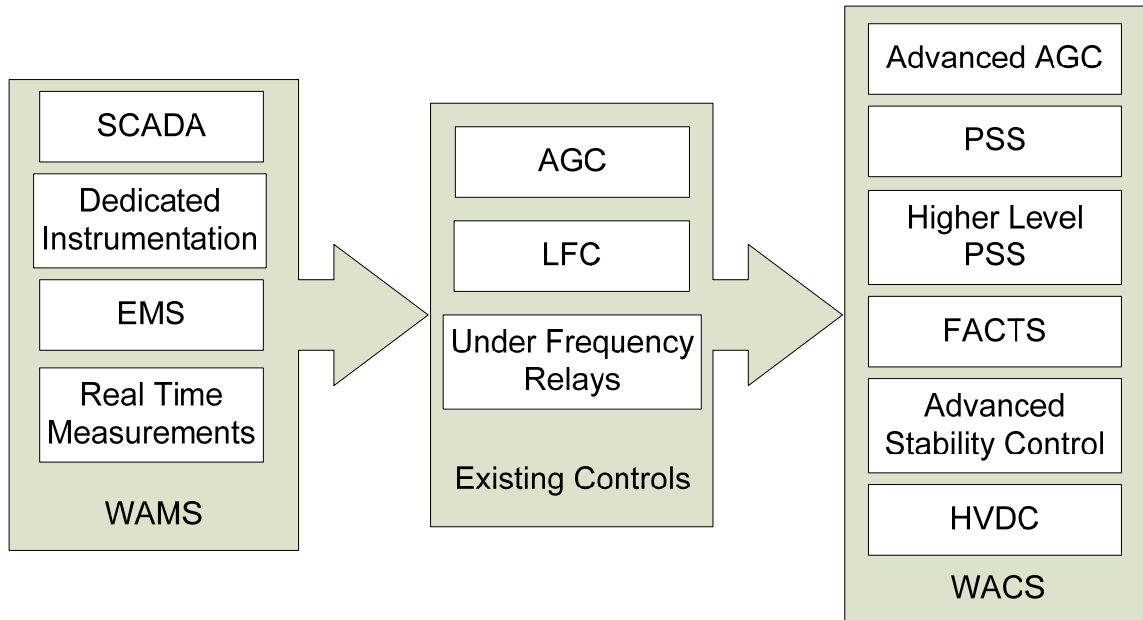 SCADA
Dedicated
Instrumentation
EMS
Real Time
Measurements
WAMS
AGC
LFC
Under Frequency
Relays
Existing Controls
Advanced AGC
PSS
Higher Level
PSS
FACTS
Advanced
Stability Control
HVDC
WACS